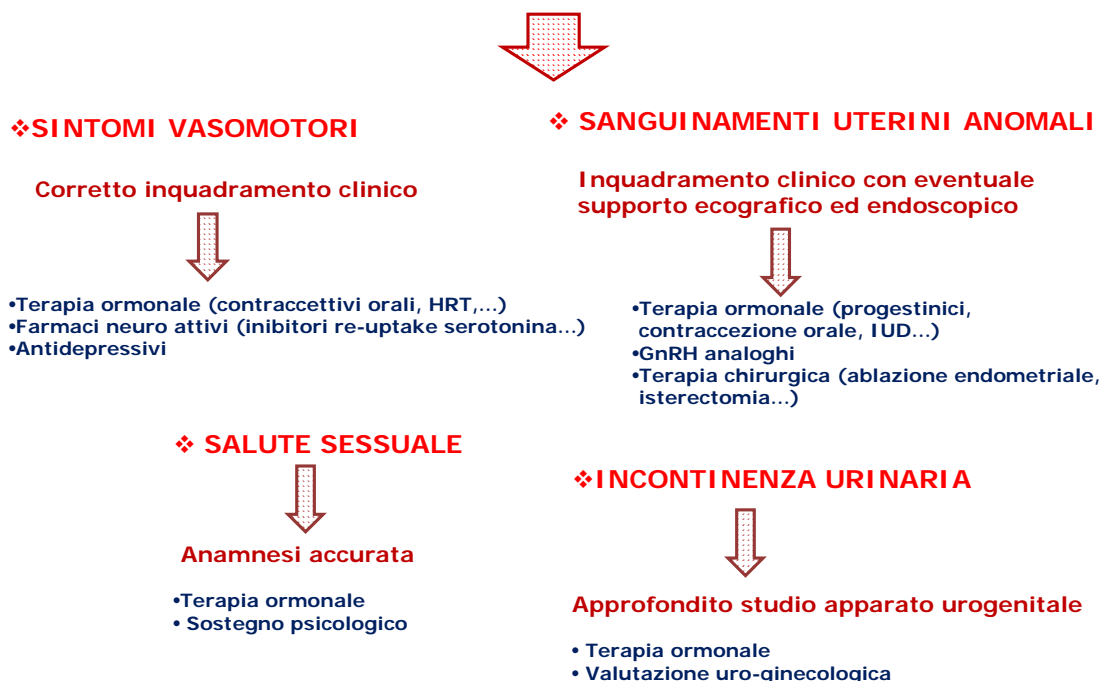 ❖SINTOMI VASOMOTORI
Corretto inquadramento clinico
•Terapia ormonale (contraccettivi orali, HRT,...)
•Farmaci neuro attivi (inibitori re-uptake serotonina...)
•Antidepressivi
❖ SANGUINAMENTI UTERINI ANOMALI
Inquadramento clinico con eventuale
supporto ecografico ed endoscopico
•Terapia ormonale (progestinici,
contraccezione orale, IUD...)
•GnRH analoghi
•Terapia chirurgica (ablazione endometriale,
isterectomia...)
❖ SALUTE SESSUALE
Anamnesi accurata
•Terapia ormonale
• Sostegno psicologico
❖INCONTINENZA URINARIA
Approfondito studio apparato urogenitale
• Terapia ormonale
• Valutazione uro-ginecologica